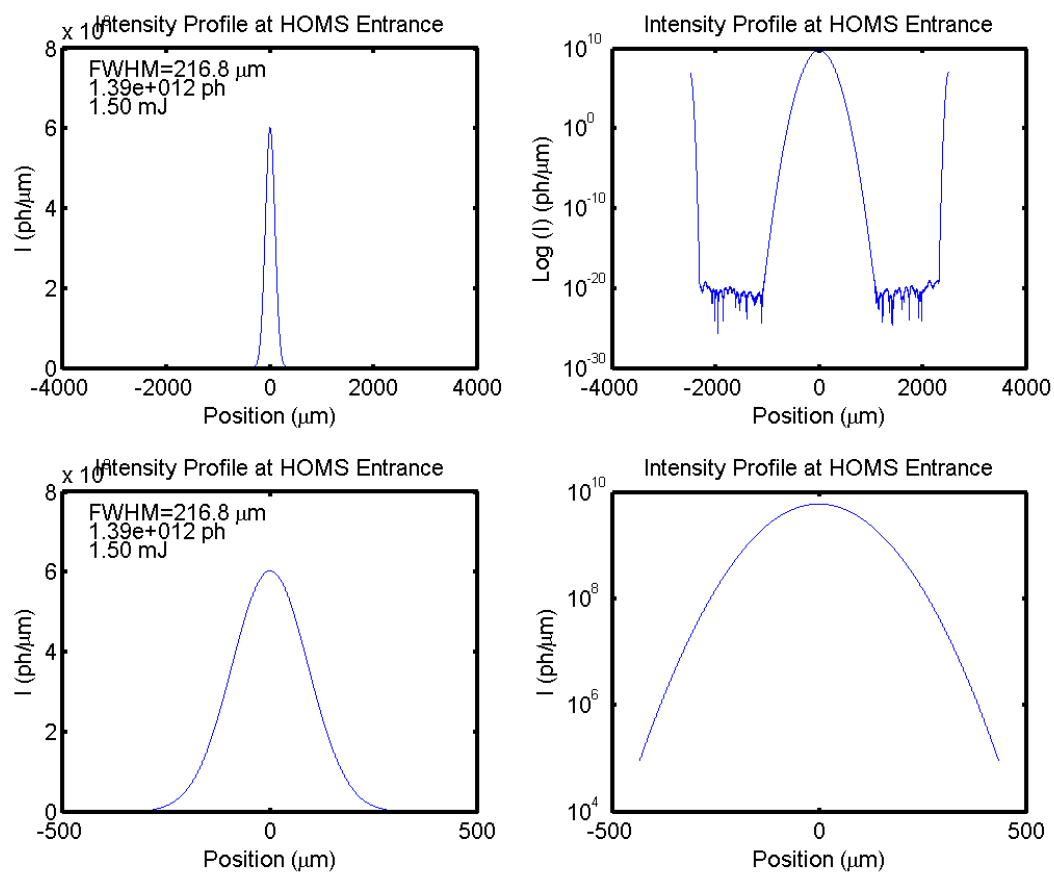 Intensity Profile at HOMS Entrance
x 10
8
6
4
2
0
I (ph/μm)
FWHM=216.8 μm
1.39e+012 ph
1.50 mJ
-4000 -2000 0 2000 4000
Position (μm)
Intensity Profile at HOMS Entrance
10^10
10^0
10^-10
10^-20
10^-30
Log (I) (ph/μm)
-4000 -2000 0 2000 4000
Position (μm)
Intensity Profile at HOMS Entrance
x 10
8
6
4
2
0
I (ph/μm)
FWHM=216.8 μm
1.39e+012 ph
1.50 mJ
-500 0 500
Position (μm)
Intensity Profile at HOMS Entrance
10^10
10^8
10^6
10^4
I (ph/μm)
-500 0 500
Position (μm)